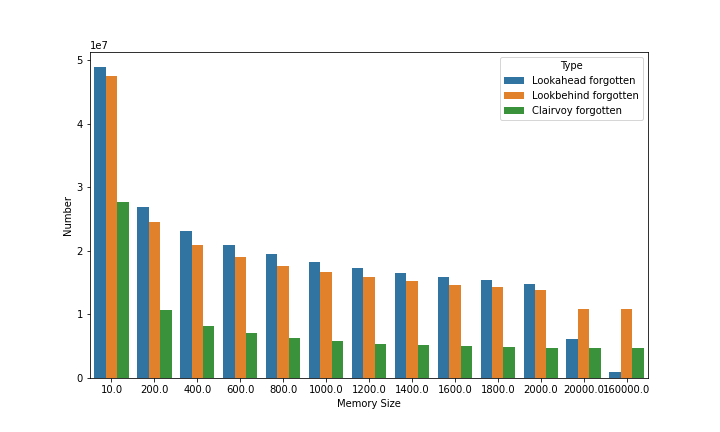 1e7
5
4
3
2
1
0
Number
Type
Lookahead forgotten
Lookbehind forgotten
Clairvoy forgotten
10.0 200.0 400.0 600.0 800.0 1000.0 1200.0 1400.0 1600.0 1800.0 2000.0 20000.0 160000.0
Memory Size